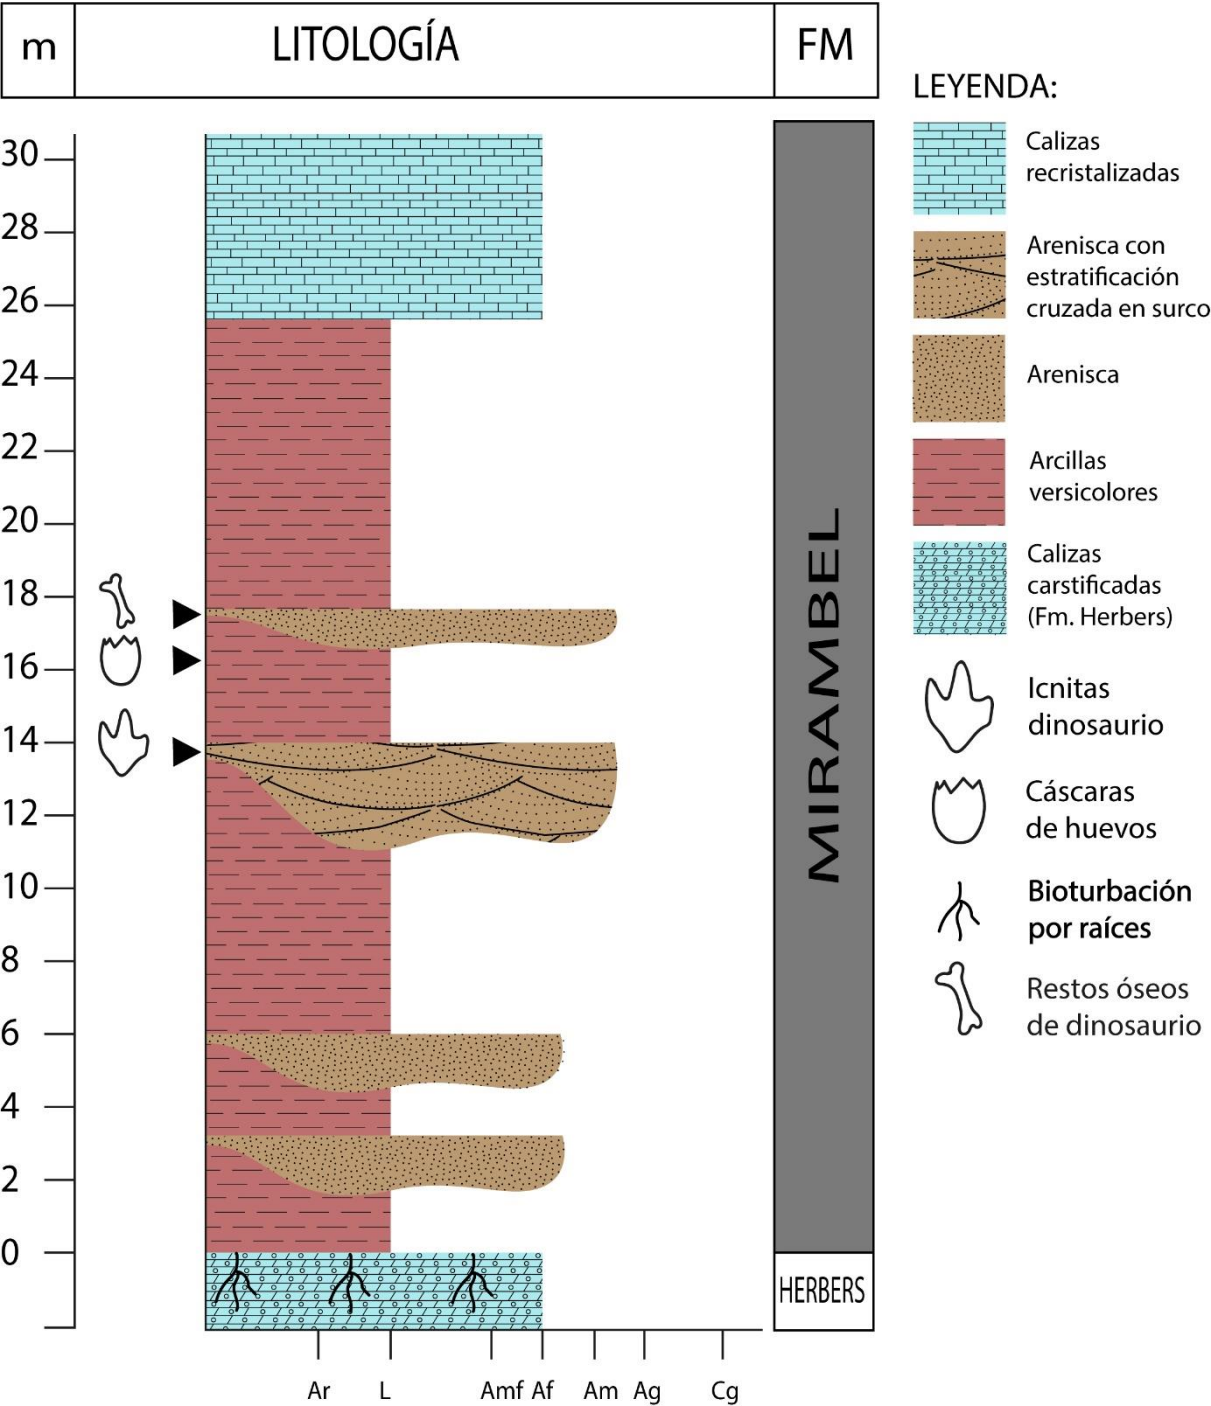 m
LITOLOGÍA
FM
LEYENDA:
30
28
26
24
22
20
18
16
14
12
10
8
6
4
2
0
MIRAMBEL
HERBERS
Ar
L
Amf
Af
Am
Ag
Cg
Calizas
recristalizadas
Arenisca con
estratificación
cruzada en surco
Arenisca
Arcillas
versicolores
Calizas
carstificadas
(Fm. Herbers)
Icnitas
dinosaurio
Cáscaras
de huevos
Bioturbación
por raíces
Restos óseos
de dinosaurio